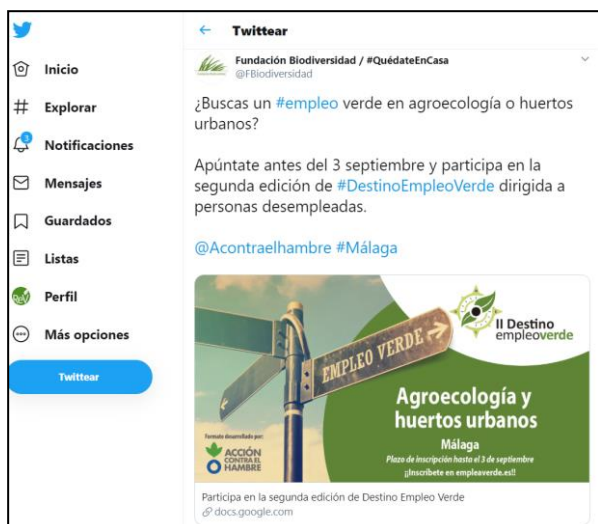 Twittear
Fundación Biodiversidad / #QuédateEnCasa
@FBiodiversidad
Inicio
Explorar
3
Notificaciones
Mensajes
Guardados
Listas
Perfil
Más opciones
Twittear
¿Buscas un #empleo verde en agroecología o huertos
urbanos?
Apúntate antes del 3 septiembre y participa en la
segunda edición de #DestinoEmpleoVerde dirigida a
personas desempleadas.
@Acontraelhambre #Málaga
EMPLEO VERDE
II Destino
empleoverde
Agroecología y
huertos urbanos
Málaga
Plazo de inscripción hasta el 3 de septiembre
¡¡Inscríbete en empleaverde.es!!
Formato desarrollado por:
ACCIÓN
CONTRA EL
HAMBRE
Participa en la segunda edición de Destino Empleo Verde
docs.google.com